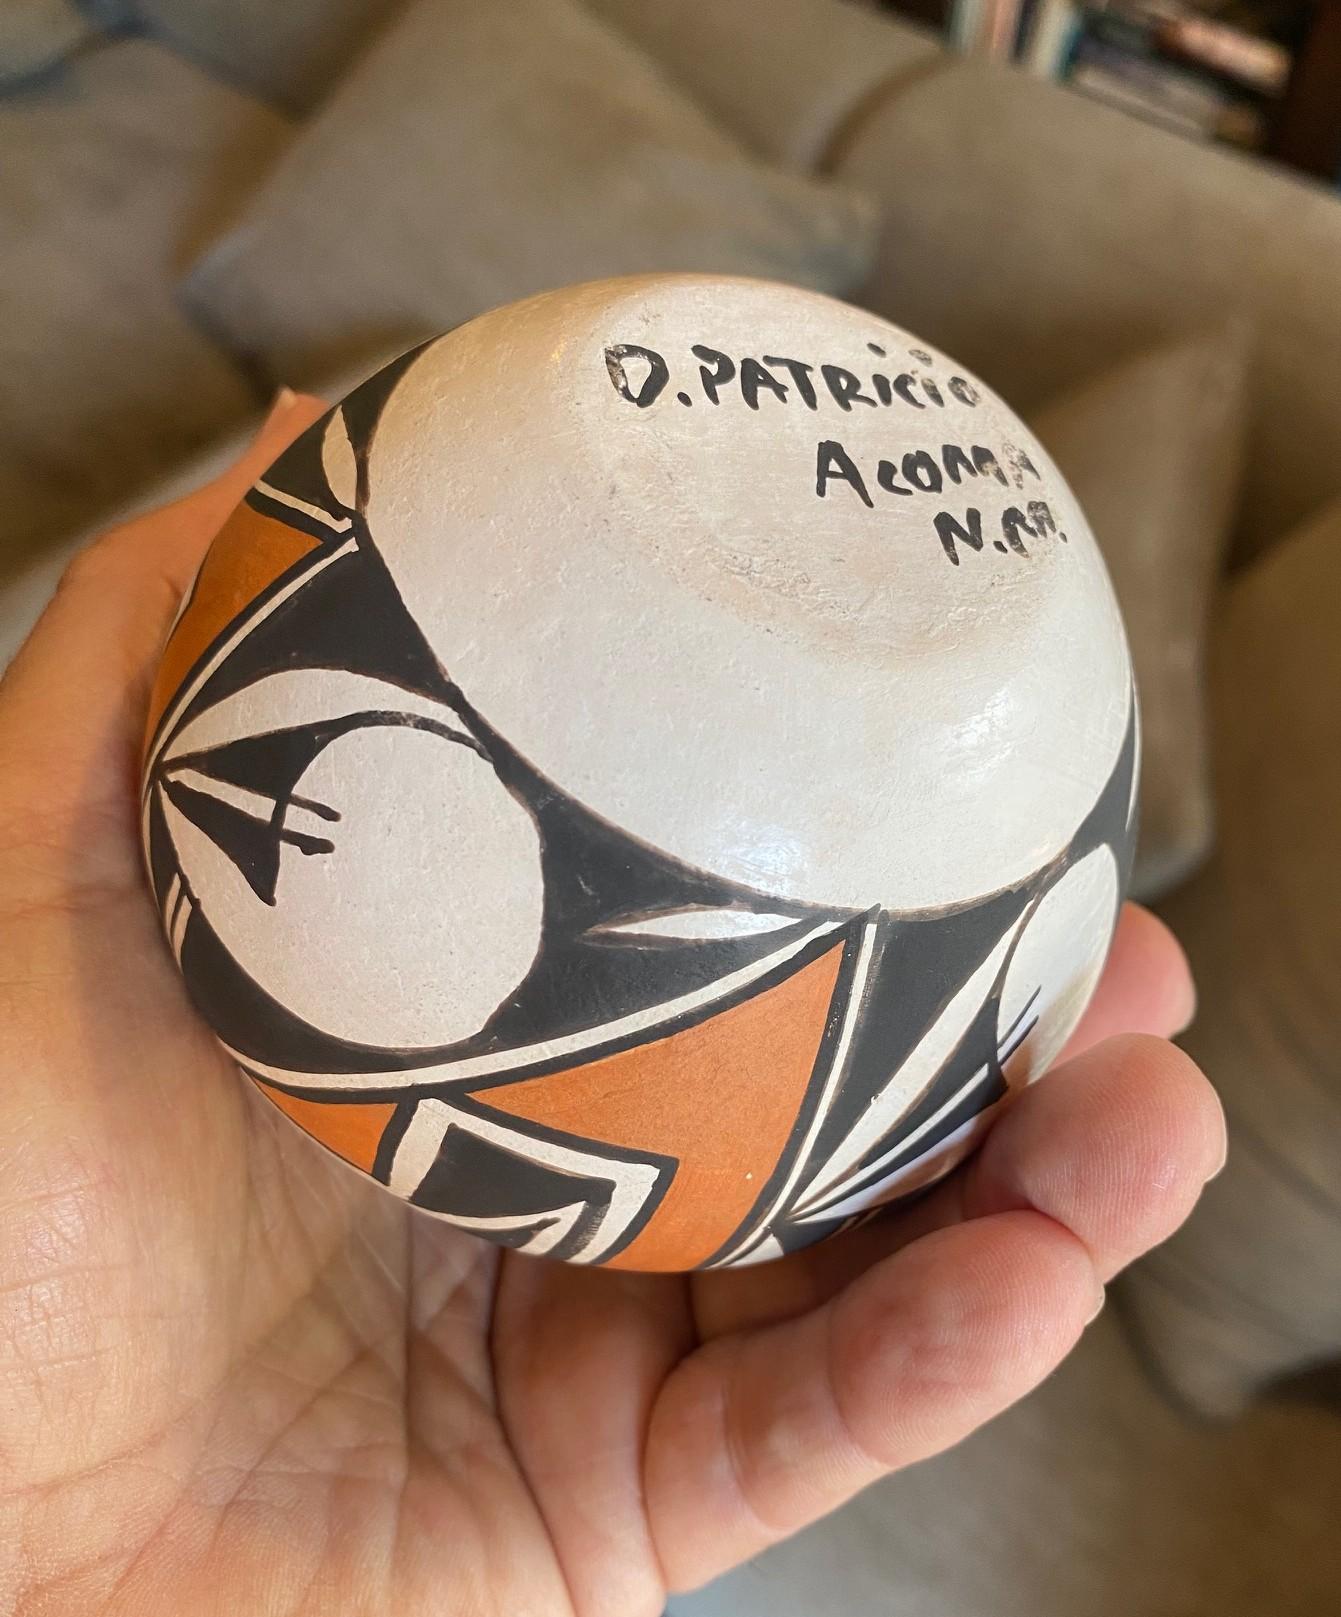 D. PATRICIO
ACOMA
N.M.